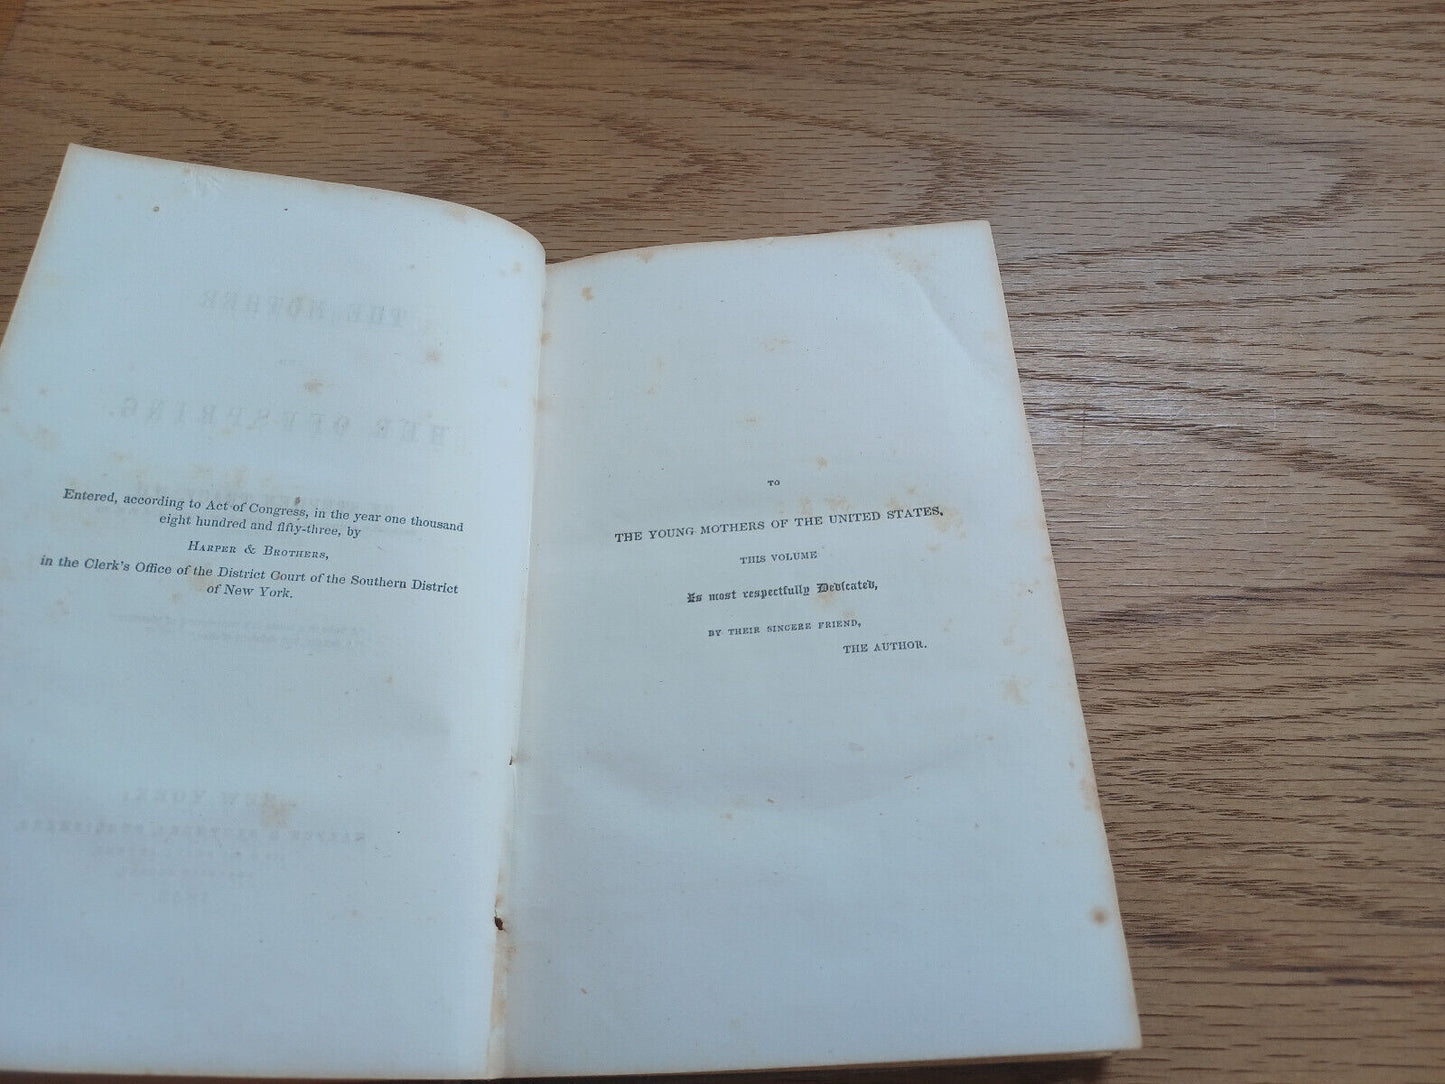 Entered, according to Act of Congress, in the year one thousand
eight hundred and fifty-three, by
HARPER & BROTHERS,
in the Clerk's Office of the District Court of the Southern District
of New York.
TO
THE YOUNG MOTHERS OF THE UNITED STATES,
THIS VOLUME
Is most respectfully Dedicated,
BY THEIR SINCERE FRIEND,
THE AUTHOR.